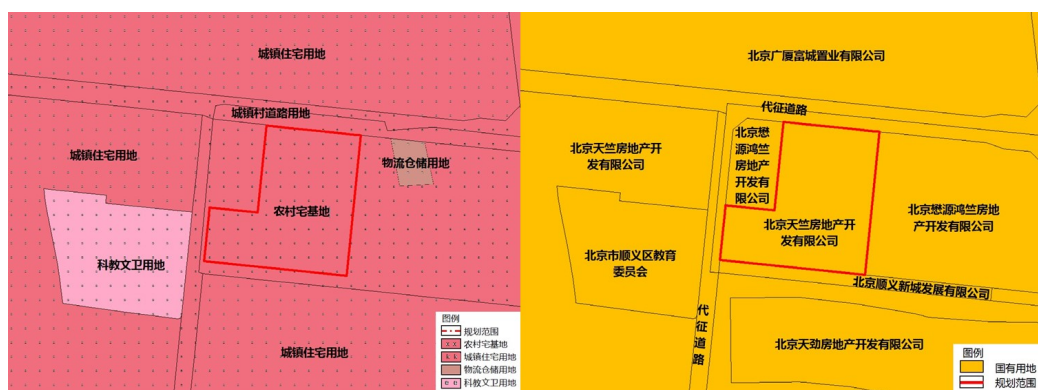 城镇住宅用地
城镇村道路用地
城镇住宅用地
物流仓储用地
农村宅基地
科教文卫用地
城镇住宅用地
图例
规划范围
农村宅基地
城镇住宅用地
物流仓储用地
科教文卫用地
北京广厦富城置业有限公司
代征道路
北京懋
源鸿竺
房地产
开发有
限公司
北京天竺房地产开
发有限公司
北京天竺房地产开
发有限公司
北京懋源鸿竺房地
产开发有限公司
北京市顺义区教育
委员会
北京顺义新城发展有限公司
代
征
道
路
北京天劲房地产开发有限公司
图例
国有用地
规划范围